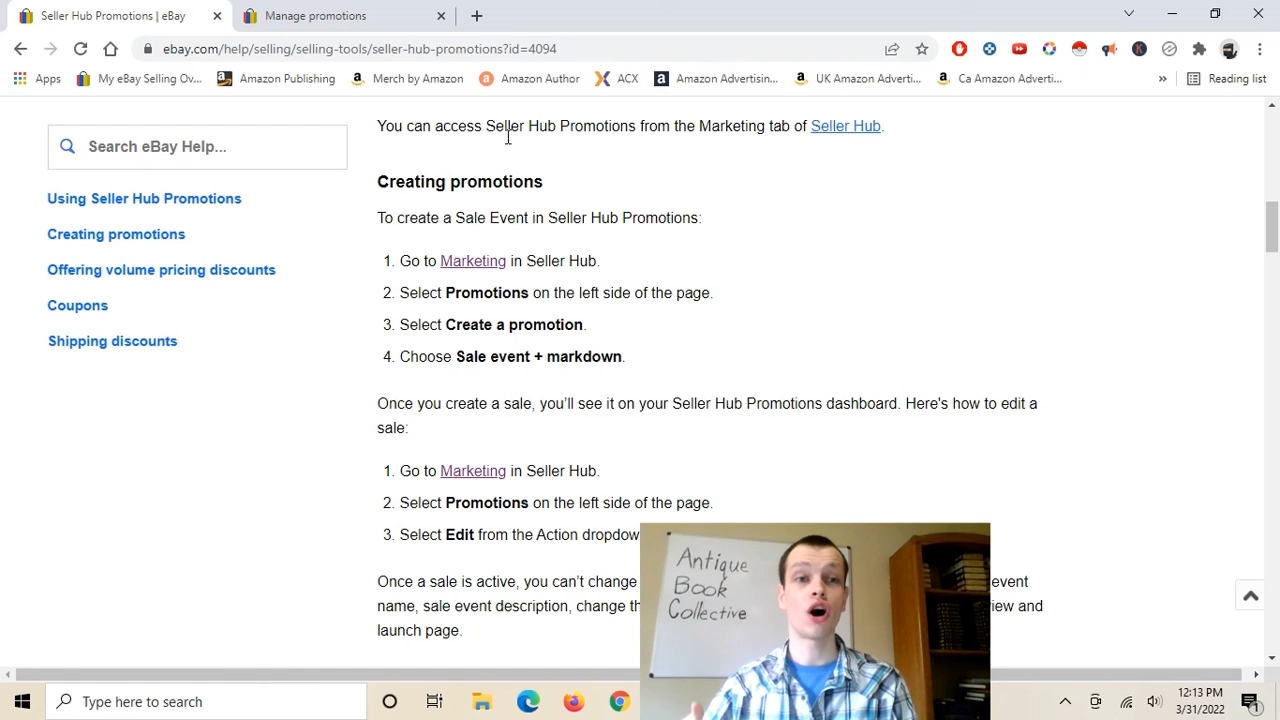 Seller Hub Promotions | eBay
Manage promotions
ebay.com/help/selling/selling-tools/seller-hub-promotions?id=4094
Apps
My eBay Selling Ov...
Amazon Publishing
Merch by Amazon
Amazon Author
ACX
Amazon Advertisin...
UK Amazon Adverti...
Ca Amazon Adverti...
»
Reading list
You can access Seller Hub Promotions from the Marketing tab of Seller Hub.
Search eBay Help...
Using Seller Hub Promotions
Creating promotions
Offering volume pricing discounts
Coupons
Shipping discounts
Creating promotions
To create a Sale Event in Seller Hub Promotions:
1. Go to Marketing in Seller Hub.
2. Select Promotions on the left side of the page.
3. Select Create a promotion.
4. Choose Sale event + markdown.
Once you create a sale, you'll see it on your Seller Hub Promotions dashboard. Here's how to edit a
sale:
1. Go to Marketing in Seller Hub.
2. Select Promotions on the left side of the page.
3. Select Edit from the Action dropdow
Once a sale is active, you can't change event
name, sale event description, change th iew and
launch page.
Antique
Book
Collective
Type here to search
12:13 PM
3/31/2022
1